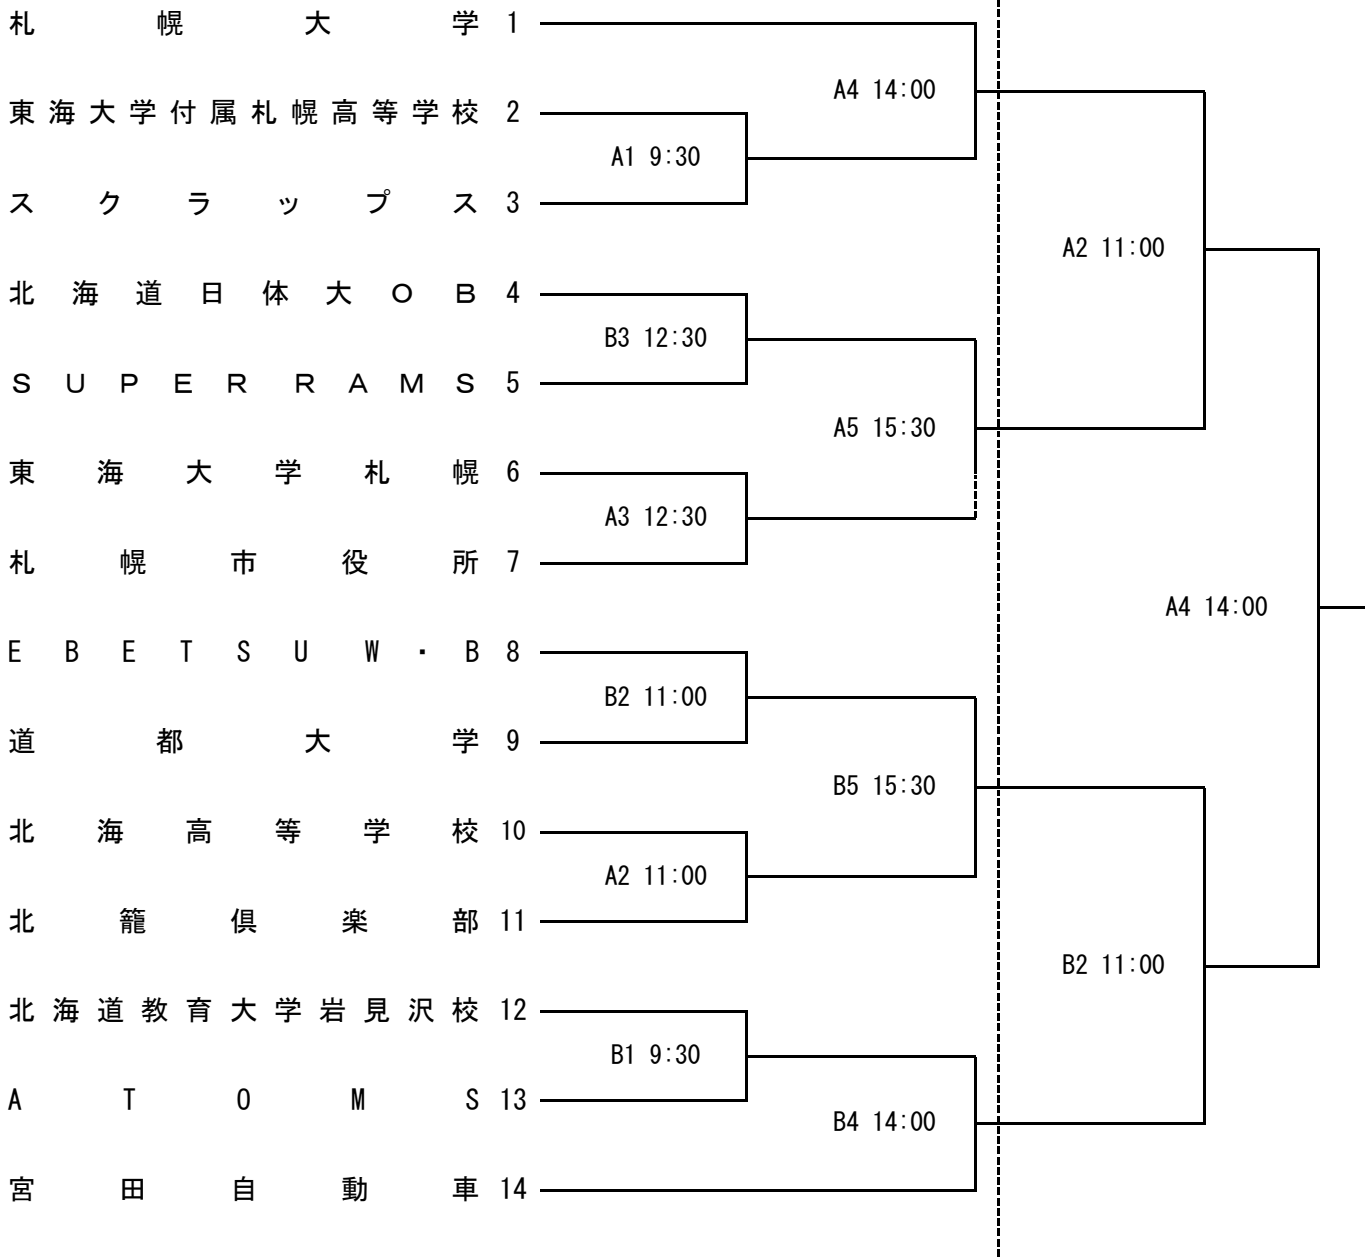 札幌大学 1
A4 14:00
東海大学付属札幌高等学校 2
A1 9:30
スクラップス 3
A2 11:00
北海道日体大OB 4
B3 12:30
SUPER RAMS 5
A5 15:30
東海大学札幌 6
A3 12:30
札幌市役所 7
A4 14:00
EBETSU W・B 8
B2 11:00
道都大学 9
B5 15:30
北海高等学校 10
A2 11:00
北籠倶楽部 11
B2 11:00
北海道教育大学岩見沢校 12
B1 9:30
ATOMS 13
B4 14:00
宮田自動車 14